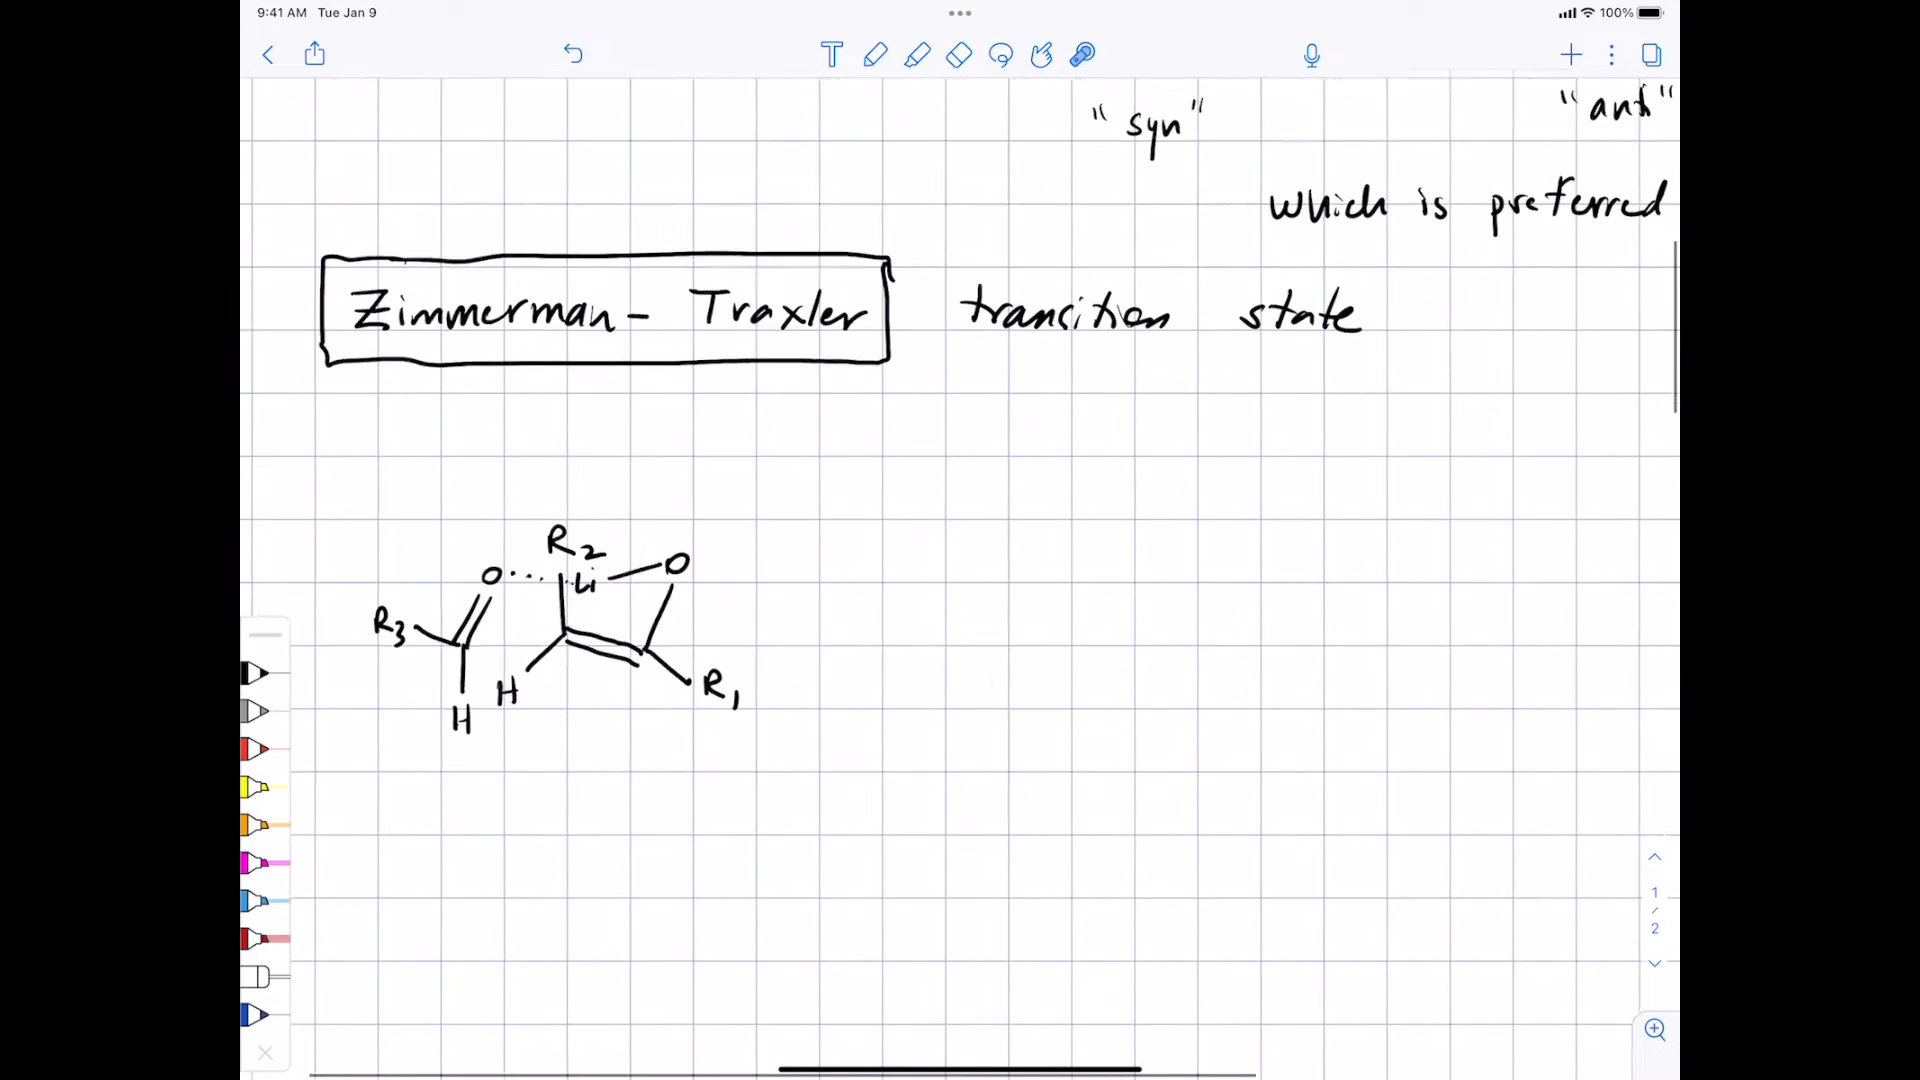 9:41 AM Tue Jan 9
100%
"syn"
"anti"
which is preferred
Zimmerman - Traxler transition state
R2
O Li O
R3
H R1
H
1
/
2